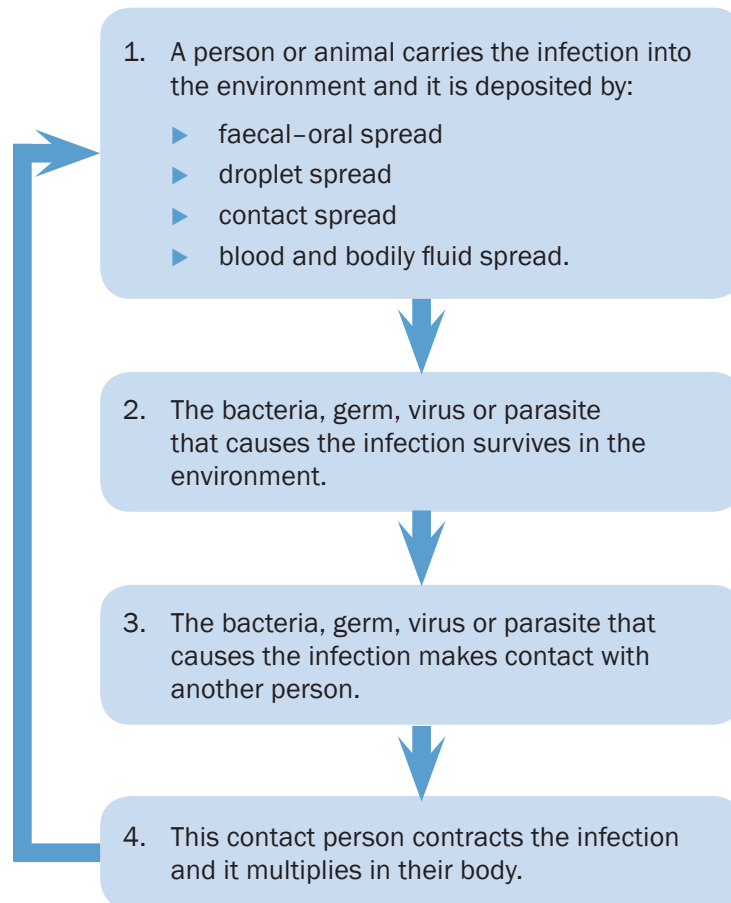 1. A person or animal carries the infection into
the environment and it is deposited by:
faecal–oral spread
droplet spread
contact spread
blood and bodily fluid spread.
2. The bacteria, germ, virus or parasite
that causes the infection survives in the
environment.
3. The bacteria, germ, virus or parasite that
causes the infection makes contact with
another person.
4. This contact person contracts the infection
and it multiplies in their body.